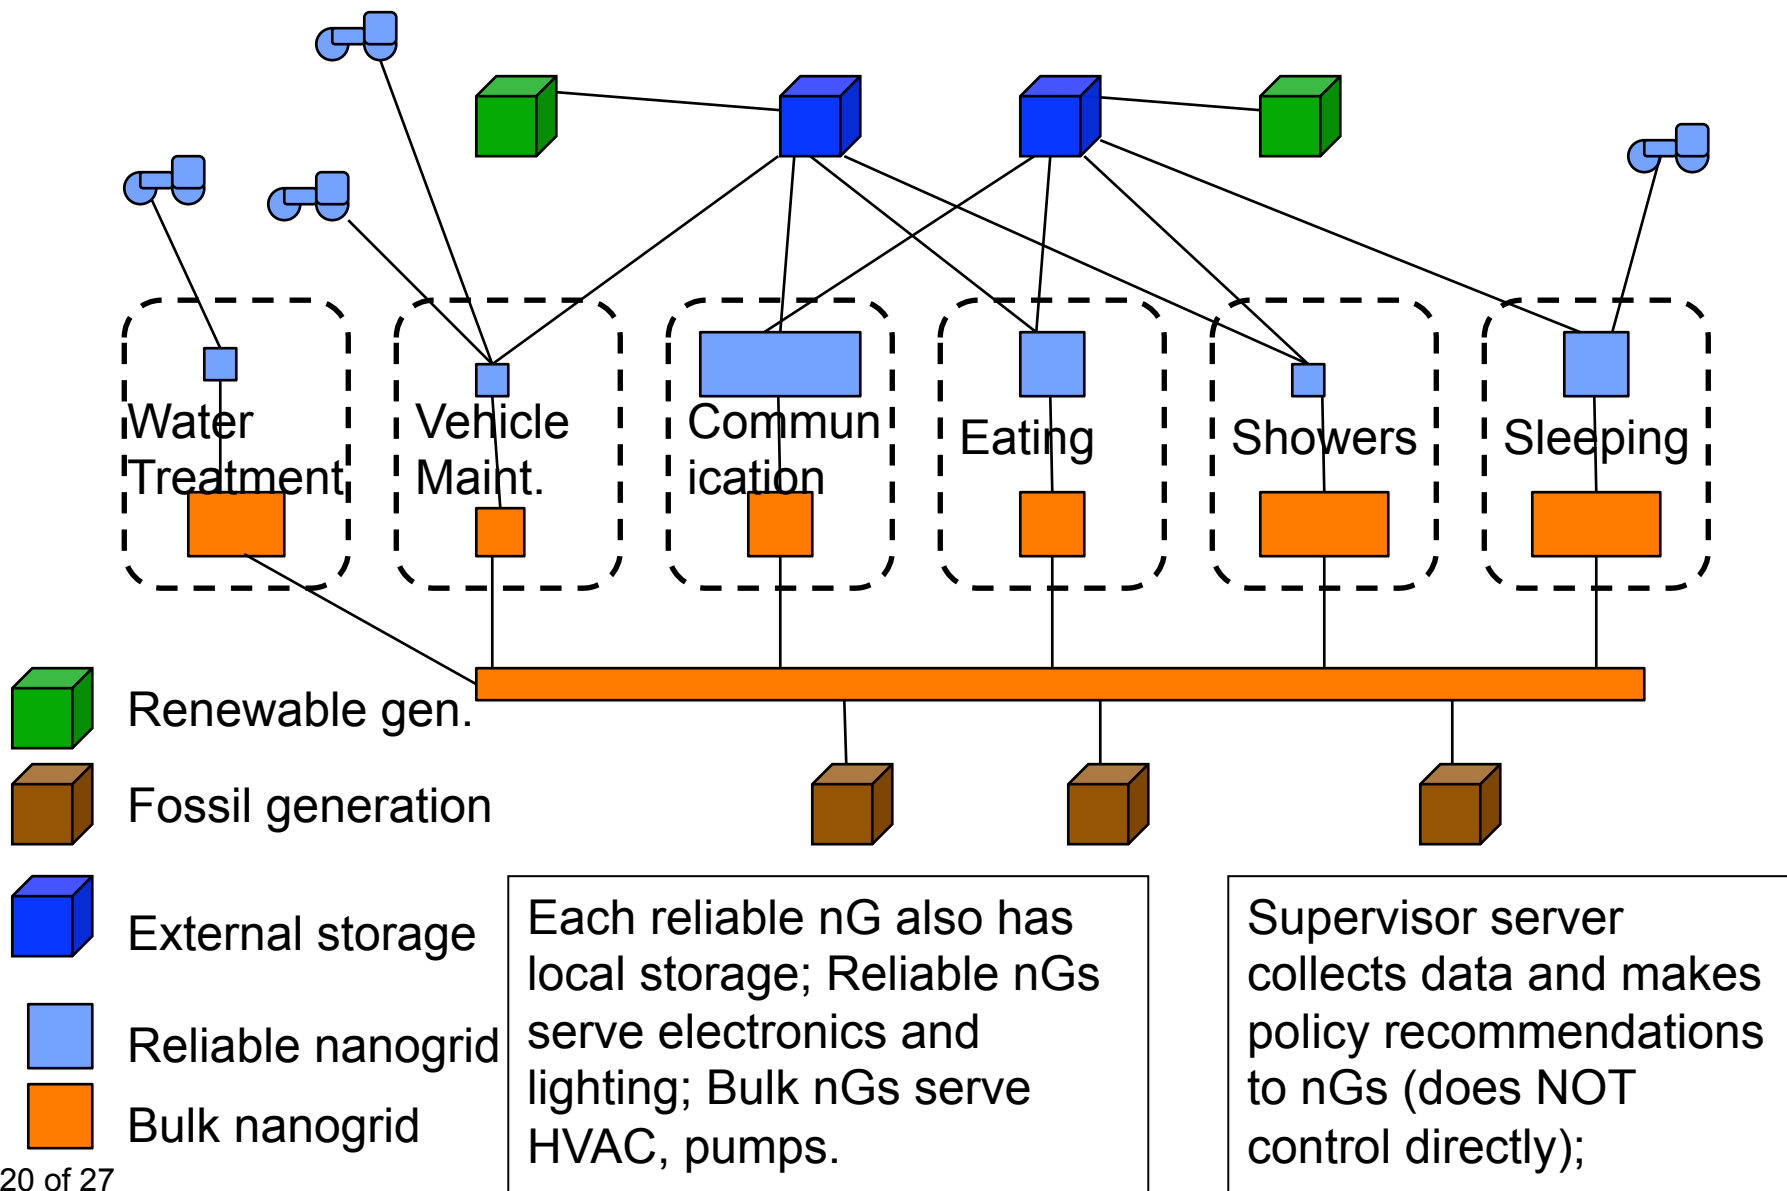 Water
Treatment
Vehicle
Maint.
Commun
ication
Eating
Showers
Sleeping
Renewable gen.
Fossil generation
External storage
Reliable nanogrid
Bulk nanogrid
Each reliable nG also has
local storage; Reliable nGs
serve electronics and
lighting; Bulk nGs serve
HVAC, pumps.
Supervisor server
collects data and makes
policy recommendations
to nGs (does NOT
control directly);
20 of 27